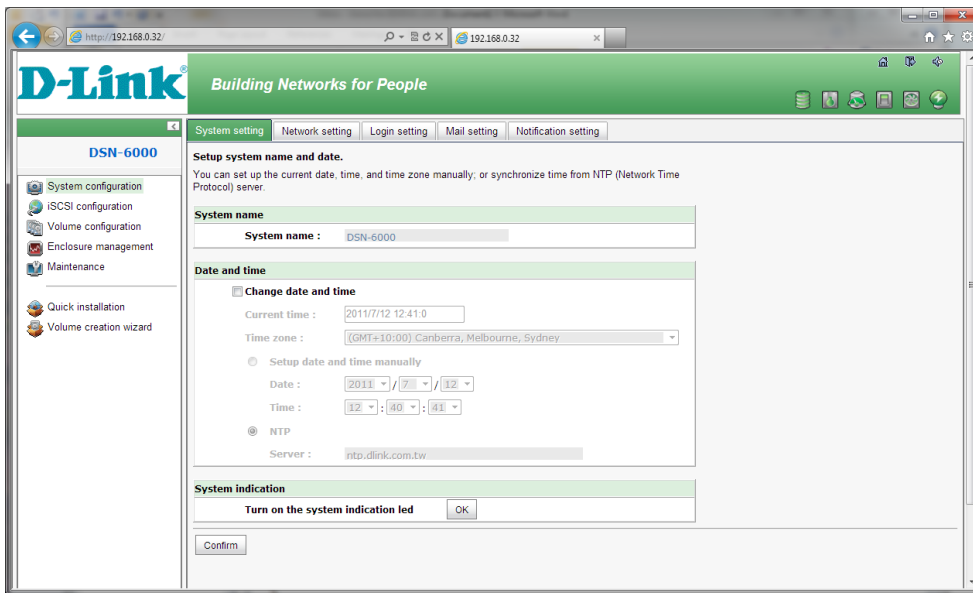 http://192.168.0.32/
192.168.0.32
D-Link®
Building Networks for People
DSN-6000
System configuration
iSCSI configuration
Volume configuration
Enclosure management
Maintenance
Quick installation
Volume creation wizard
System setting Network setting Login setting Mail setting Notification setting
Setup system name and date.
You can set up the current date, time, and time zone manually; or synchronize time from NTP (Network Time
Protocol) server.
System name
System name : DSN-6000
Date and time
Change date and time
Current time : 2011/7/12 12:41:0
Time zone : (GMT+10:00) Canberra, Melbourne, Sydney
Setup date and time manually
Date : 2011 / 7 / 12
Time : 12 : 40 : 41
NTP
Server : ntp.dlink.com.tw
System indication
Turn on the system indication led OK
Confirm